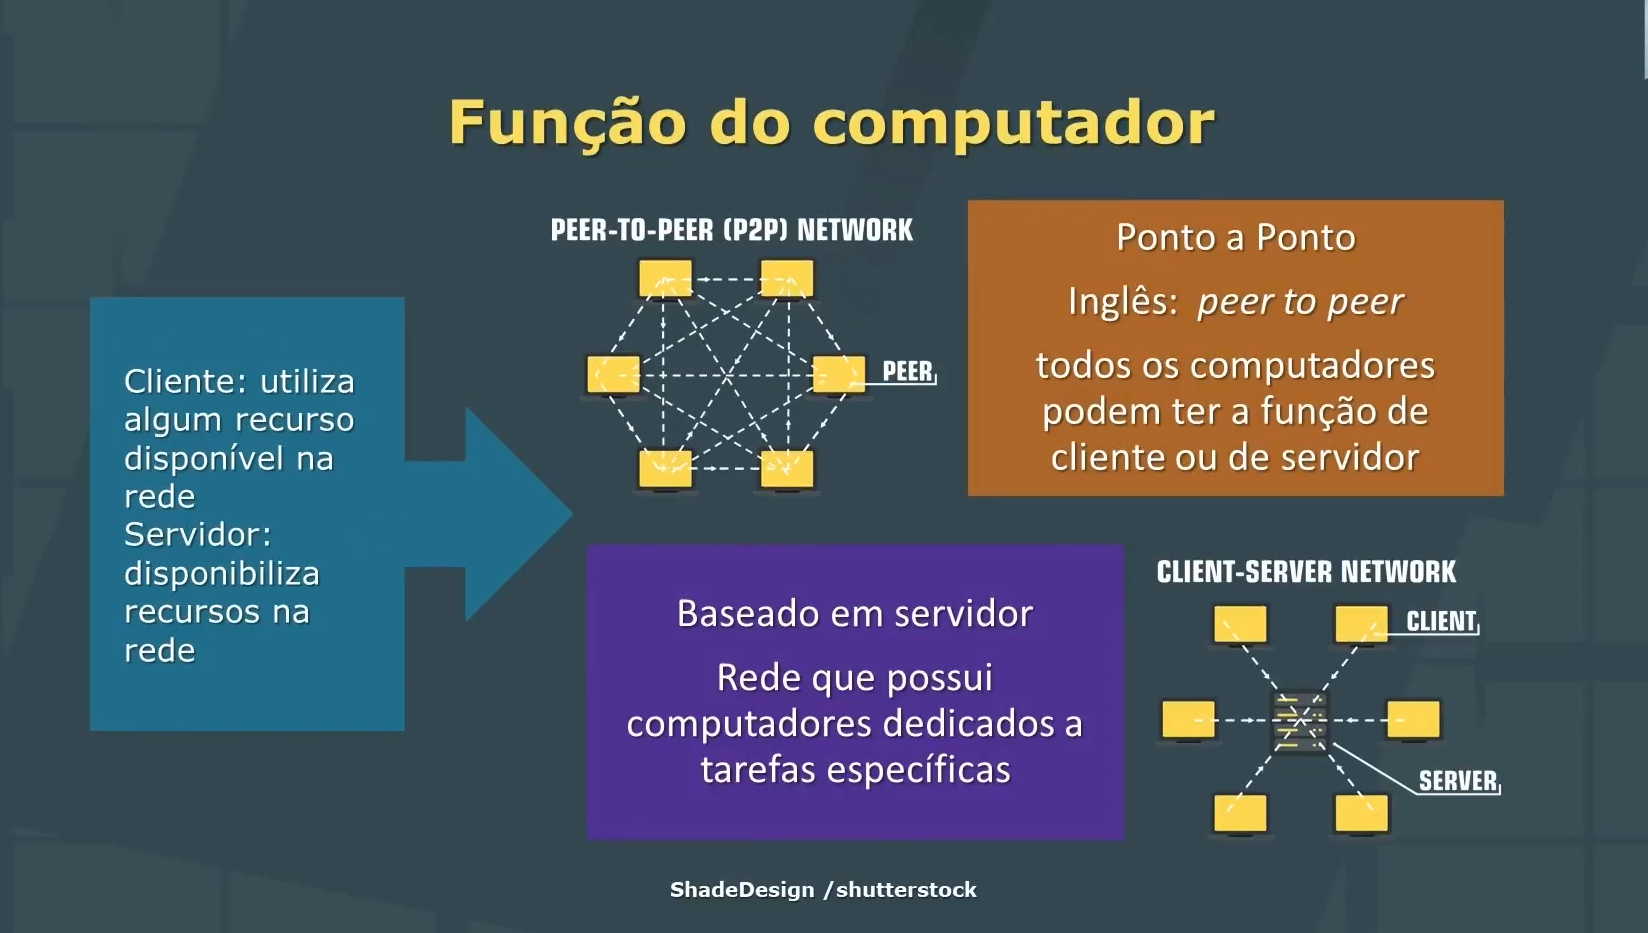 Função do computador
Cliente: utiliza
algum recurso
disponível na
rede
Servidor:
disponibiliza
recursos na
rede
PEER-TO-PEER (P2P) NETWORK
PEER
Ponto a Ponto
Inglês: peer to peer
todos os computadores
podem ter a função de
cliente ou de servidor
Baseado em servidor
Rede que possui
computadores dedicados a
tarefas específicas
CLIENT-SERVER NETWORK
CLIENT
SERVER
ShadeDesign /shutterstock